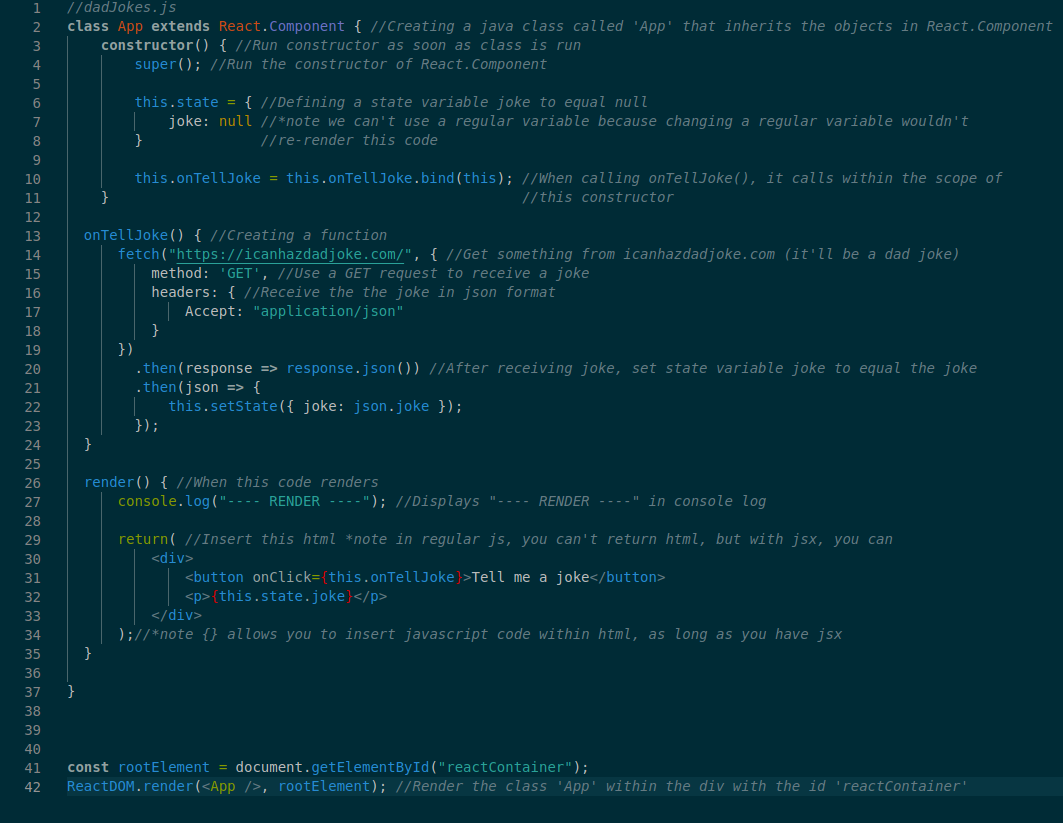 1 //dadJokes.js
2 class App extends React.Component { //Creating a java class called 'App' that inherits the objects in React.Component
3 constructor() { //Run constructor as soon as class is run
4 super(); //Run the constructor of React.Component
5
6 this.state = { //Defining a state variable joke to equal null
7 joke: null //*note we can't use a regular variable because changing a regular variable wouldn't
8 } //re-render this code
9
10 this.onTellJoke = this.onTellJoke.bind(this); //When calling onTellJoke(), it calls within the scope of
11 } //this constructor
12
13 onTellJoke() { //Creating a function
14 fetch("https://icanhazdadjoke.com/", { //Get something from icanhazdadjoke.com (it'll be a dad joke)
15 method: 'GET', //Use a GET request to receive a joke
16 headers: { //Receive the the joke in json format
17 Accept: "application/json"
18 }
19 })
20 .then(response => response.json()) //After receiving joke, set state variable joke to equal the joke
21 .then(json => {
22 this.setState({ joke: json.joke });
23 });
24 }
25
26 render() { //When this code renders
27 console.log("---- RENDER ----"); //Displays "---- RENDER ----" in console log
28
29 return( //Insert this html *note in regular js, you can't return html, but with jsx, you can
30 <div>
31 <button onClick={this.onTellJoke}>Tell me a joke</button>
32 <p>{this.state.joke}</p>
33 </div>
34 );//*note {} allows you to insert javascript code within html, as long as you have jsx
35 }
36
37 }
38
39
40
41 const rootElement = document.getElementById("reactContainer");
42 ReactDOM.render(<App />, rootElement); //Render the class 'App' within the div with the id 'reactContainer'